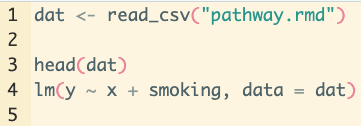 1 dat <- read_csv("pathway.rmd")
2
3 head(dat)
4 lm(y ~ x + smoking, data = dat)
5